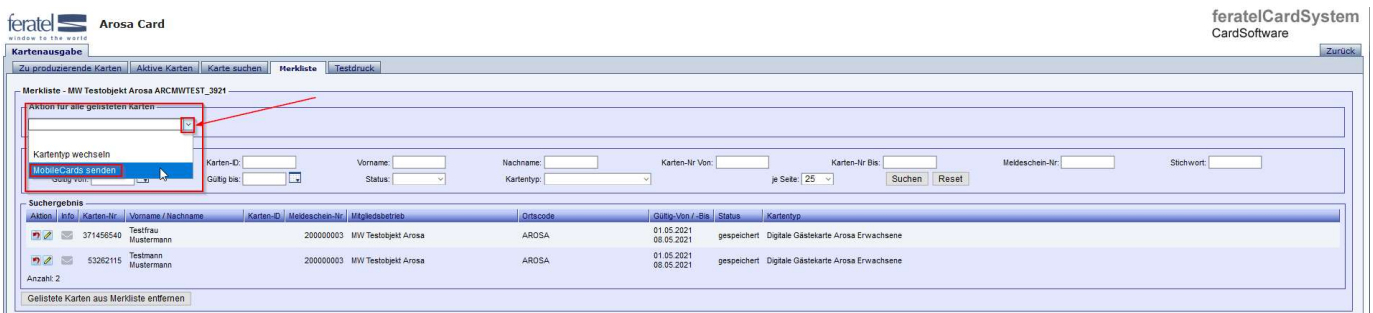 feratel
window to the world
Arosa Card
feratelCardSystem
CardSoftware
Kartenausgabe
Zurück
Zu produzierende Karten
Aktive Karten
Karte suchen
Merkliste
Testdruck
Merkliste - MW Testobjekt Arosa ARCMWTEST_3921
Aktion für alle gelisteten Karten
Kartentyp wechseln
MobileCards senden
Karten-ID:
Vorname:
Nachname:
Karten-Nr Von:
Karten-Nr Bis:
Meldeschein-Nr:
Stichwort:
Gültig von:
Gültig bis:
Status:
Kartentyp:
je Seite: 25
Suchen
Reset
Suchergebnis
Aktion Info Karten-Nr Vorname / Nachname Karten-ID Meldeschein-Nr Mitgliedsbetrieb Ortscode Gültig-Von / -Bis Status Kartentyp
371456540 Testfrau Mustermann 200000003 MW Testobjekt Arosa AROSA 01.05.2021 08.05.2021 gespeichert Digitale Gästekarte Arosa Erwachsene
53262115 Testmann Mustermann 200000003 MW Testobjekt Arosa AROSA 01.05.2021 08.05.2021 gespeichert Digitale Gästekarte Arosa Erwachsene
Anzahl: 2
Gelistete Karten aus Merkliste entfernen